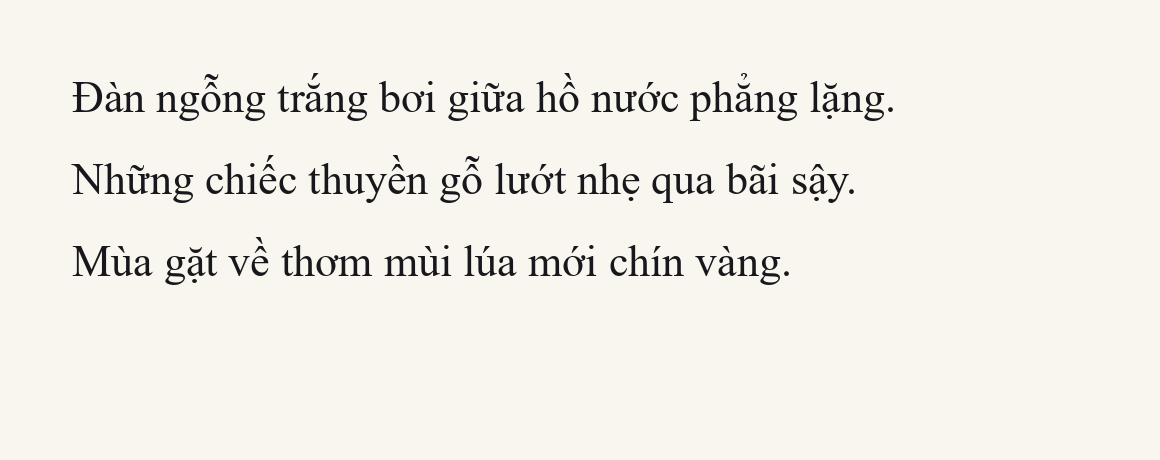 Đàn ngỗng trắng bơi giữa hồ nước phẳng lặng.
Những chiếc thuyền gỗ lướt nhẹ qua bãi sậy.
Mùa gặt về thơm mùi lúa mới chín vàng.